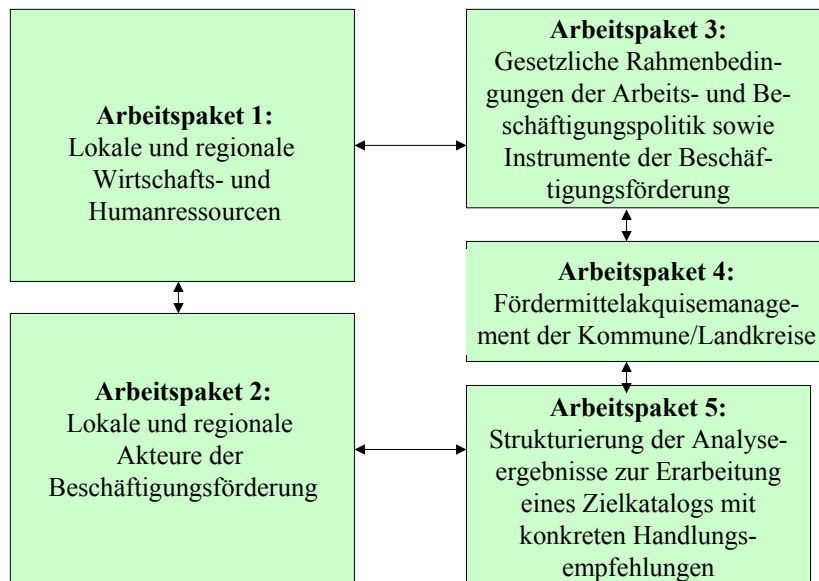 Arbeitspaket 1:
Lokale und regionale
Wirtschafts- und
Humanressourcen
Arbeitspaket 2:
Lokale und regionale
Akteure der
Beschäftigungsförderung
Arbeitspaket 3:
Gesetzliche Rahmenbedin-
gungen der Arbeits- und Be-
schäftigungspolitik sowie
Instrumente der Beschäf-
tigungsförderung
Arbeitspaket 4:
Fördermittelakquisemanage-
ment der Kommune/Landkreise
Arbeitspaket 5:
Strukturierung der Analyse-
ergebnisse zur Erarbeitung
eines Zielkatalogs mit
konkreten Handlungs-
empfehlungen